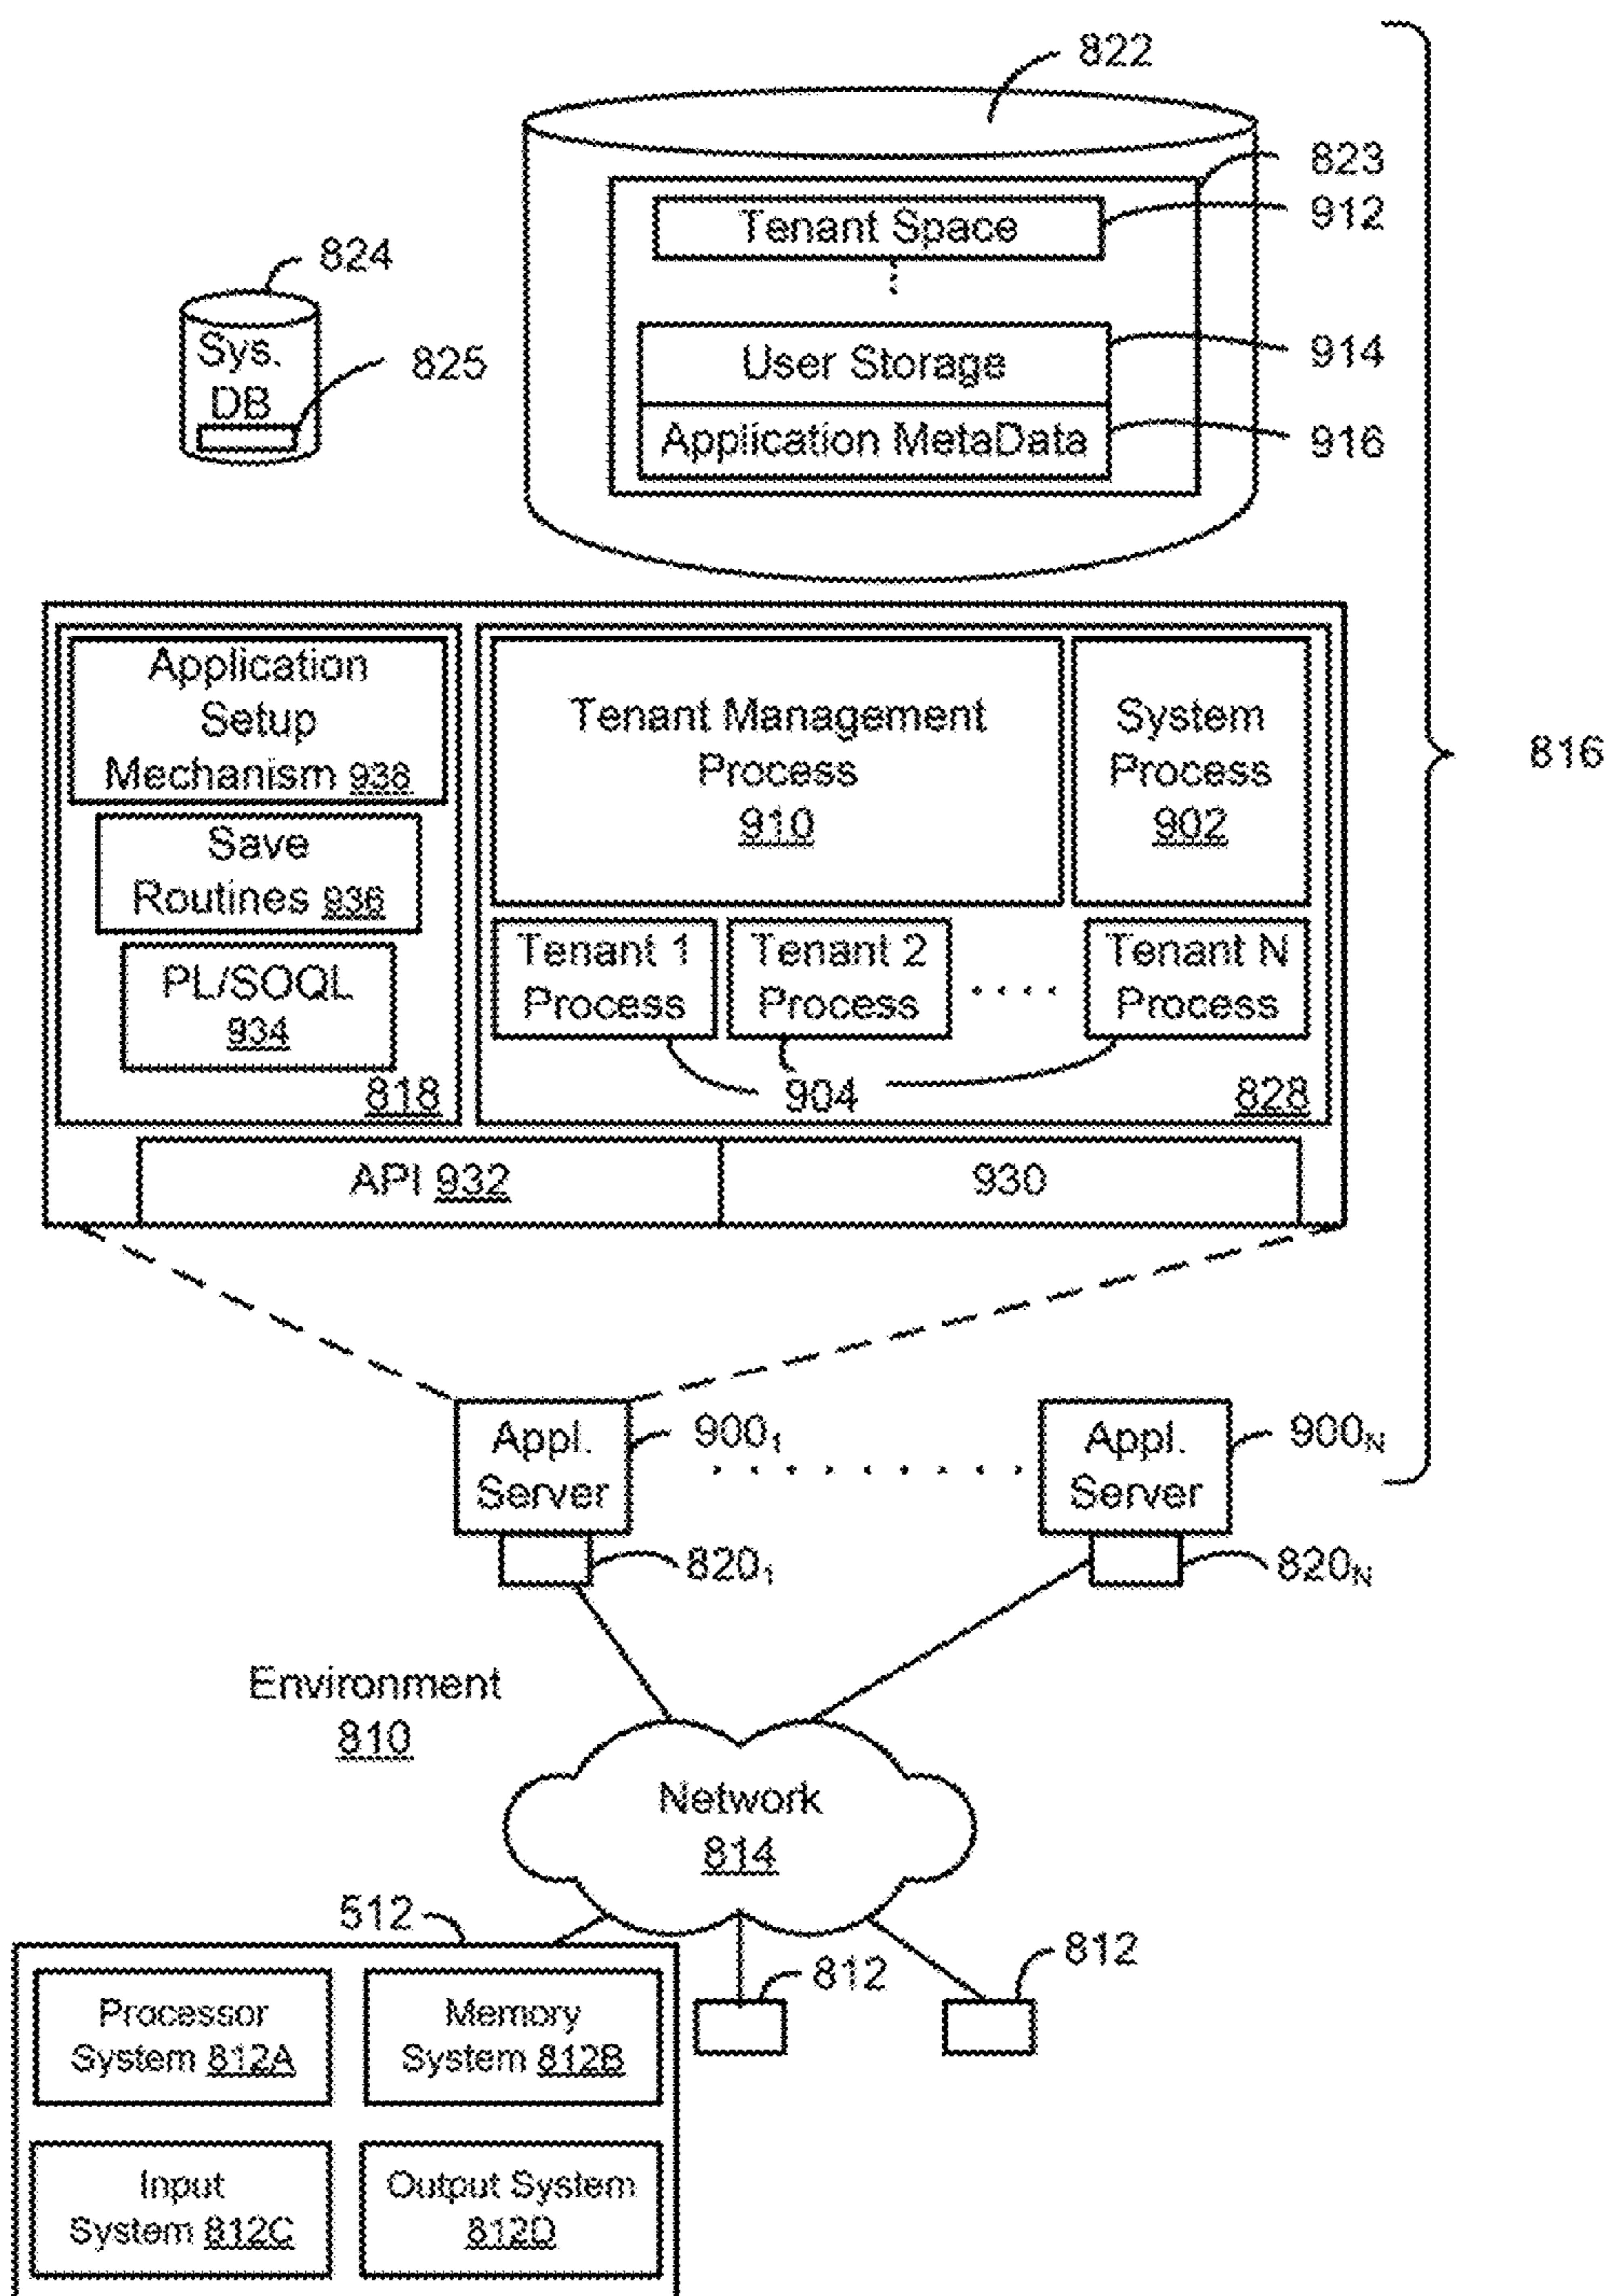 822
823
Tenant Space
912
824
Sys.
DB
825
User Storage
914
Application MetaData
916
Application
Setup
Mechanism 938
Tenant Management
Process
910
System
Process
902
816
Save
Routines 936
Tenant 1
Process
Tenant 2
Process
Tenant N
Process
PL/SOQL
934
818
904
828
API 932
930
Appl.
Server
900₁
Appl.
Server
900ₙ
820₁
820ₙ
Environment
810
Network
814
512
812
812
Processor
System 812A
Memory
System 812B
Input
System 812C
Output System
812D